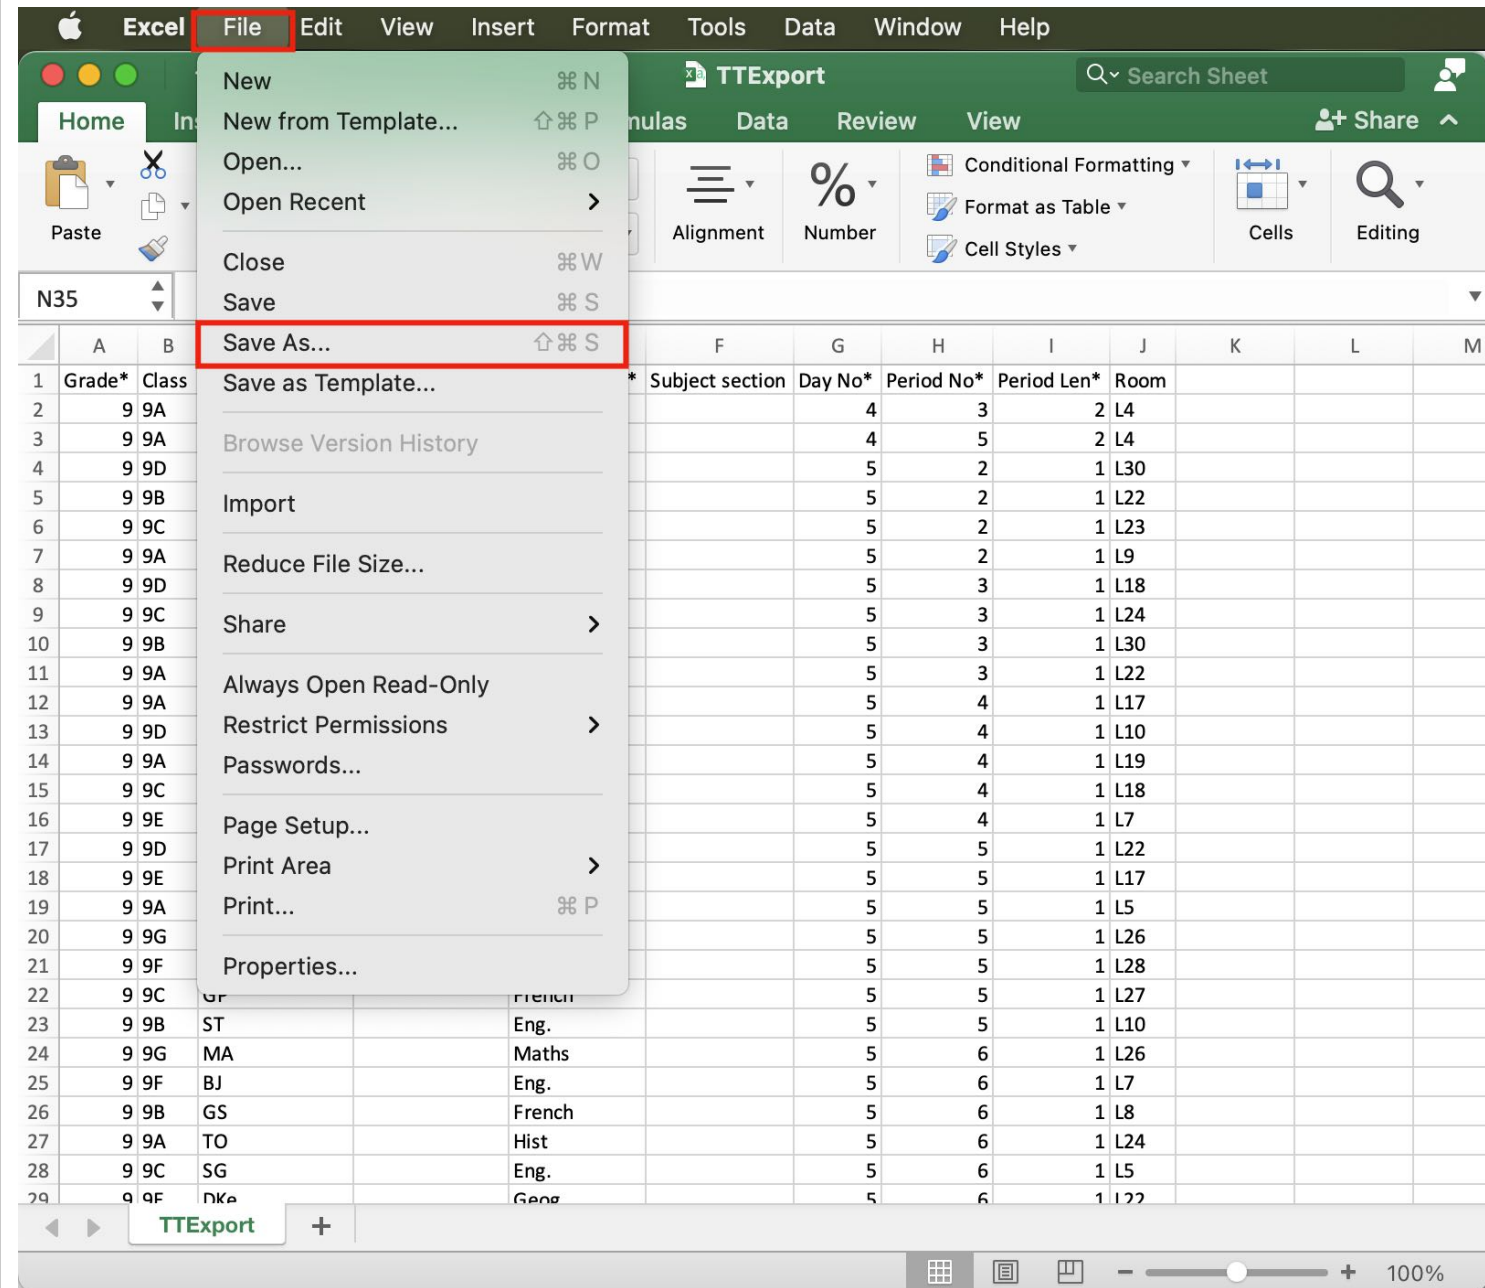 Excel File Edit View Insert Format Tools Data Window Help
TTExport Search Sheet
Home Ins mulas Data Review View Share
Paste Alignment % Number Conditional Formatting Format as Table Cell Styles Cells Editing
N35
New ⌘ N
New from Template... ⇧⌘ P
Open... ⌘ O
Open Recent >
Close ⌘ W
Save ⌘ S
Save As... ⇧⌘ S
Save as Template...
Browse Version History
Import
Reduce File Size...
Share >
Always Open Read-Only
Restrict Permissions >
Passwords...
Page Setup...
Print Area >
Print... ⌘ P
Properties...
A B F G H I J K L M
1 Grade* Class * Subject section Day No* Period No* Period Len* Room
2 9 9A 4 3 2 L4
3 9 9A 4 5 2 L4
4 9 9D 5 2 1 L30
5 9 9B 5 2 1 L22
6 9 9C 5 2 1 L23
7 9 9A 5 2 1 L9
8 9 9D 5 3 1 L18
9 9 9C 5 3 1 L24
10 9 9B 5 3 1 L30
11 9 9A 5 3 1 L22
12 9 9A 5 4 1 L17
13 9 9D 5 4 1 L10
14 9 9A 5 4 1 L19
15 9 9C 5 4 1 L18
16 9 9E 5 4 1 L7
17 9 9D 5 5 1 L22
18 9 9E 5 5 1 L17
19 9 9A 5 5 1 L5
20 9 9G 5 5 1 L26
21 9 9F 5 5 1 L28
22 9 9C GP French 5 5 1 L27
23 9 9B ST Eng. 5 5 1 L10
24 9 9G MA Maths 5 6 1 L26
25 9 9F BJ Eng. 5 6 1 L7
26 9 9B GS French 5 6 1 L8
27 9 9A TO Hist 5 6 1 L24
28 9 9C SG Eng. 5 6 1 L5
29 9 9E DKe Geog 5 6 1 L22
TTExport +
100%